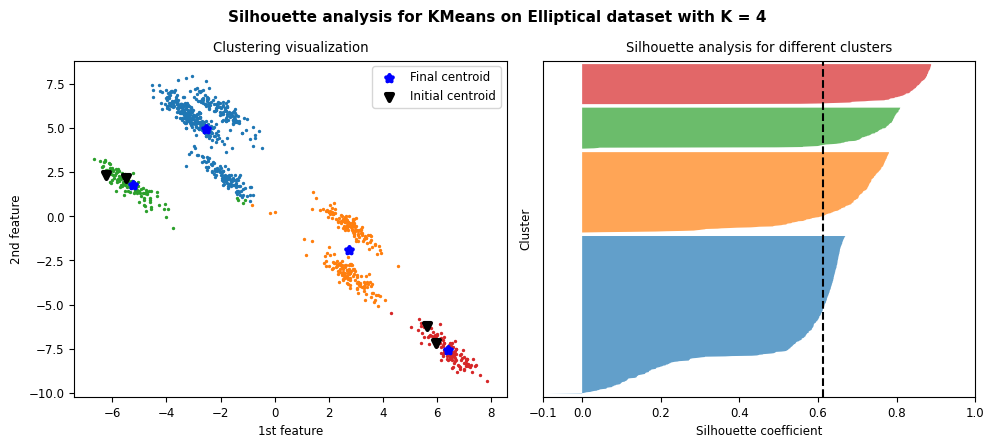 Silhouette analysis for KMeans on Elliptical dataset with K = 4
Clustering visualization
Final centroid
Initial centroid
7.5
5.0
2.5
0.0
−2.5
−5.0
−7.5
−10.0
2nd feature
−6
−4
−2
0
2
4
6
8
1st feature
Silhouette analysis for different clusters
Cluster
−0.1
0.0
0.2
0.4
0.6
0.8
1.0
Silhouette coefficient